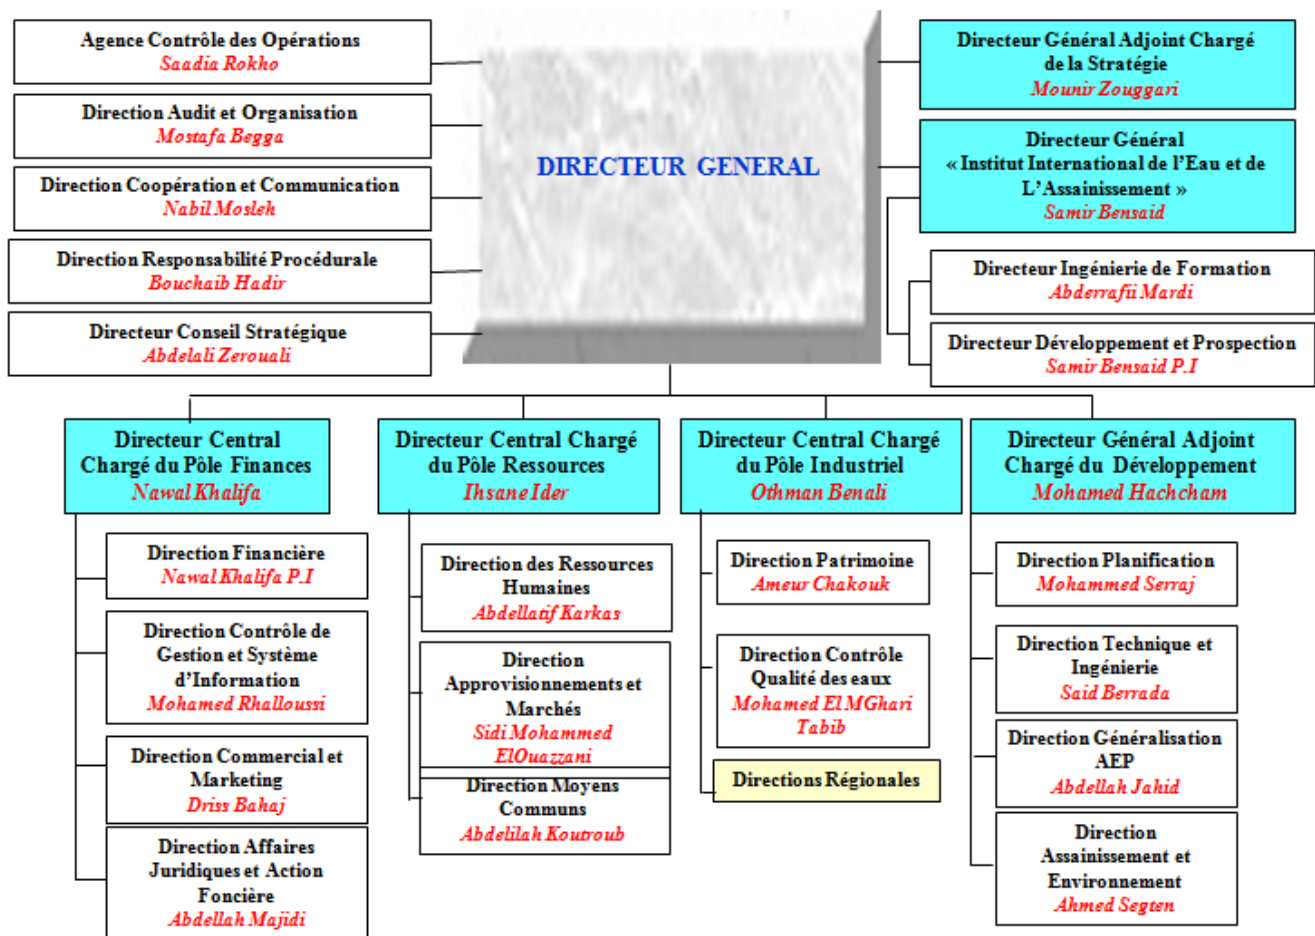 Agence Contrôle des Opérations
Saadia Rokho
Direction Audit et Organisation
Mostafa Begga
Direction Coopération et Communication
Nabil Mosleh
Direction Responsabilité Procédurale
Bouchaib Hadir
Directeur Conseil Stratégique
Abdelali Zerouali
DIRECTEUR GENERAL
Directeur Général Adjoint Chargé
de la Stratégie
Mounir Zouggari
Directeur Général
« Institut International de l'Eau et de
L'Assainissement »
Samir Bensaid
Directeur Ingénierie de Formation
Abderrafii Mardi
Directeur Développement et Prospection
Samir Bensaid P.I
Directeur Central
Chargé du Pôle Finances
Nawal Khalifa
Direction Financière
Nawal Khalifa P.I
Direction Contrôle de
Gestion et Système
d'Information
Mohamed Rhalloussi
Direction Commercial et
Marketing
Driss Bahaj
Direction Affaires
Juridiques et Action
Foncière
Abdellah Majidi
Directeur Central Chargé
du Pôle Ressources
Ihsane Ider
Direction des Ressources
Humaines
Abdellatif Karkas
Direction
Approvisionnements et
Marchés
Sidi Mohammed
ElOuazzani
Direction Moyens
Communs
Abdelilah Koutroub
Directeur Central Chargé
du Pôle Industriel
Othman Benali
Direction Patrimoine
Ameur Chakouk
Direction Contrôle
Qualité des eaux
Mohamed El MGhari
Tabib
Directions Régionales
Directeur Général Adjoint
Chargé du Développement
Mohamed Hachcham
Direction Planification
Mohammed Serraj
Direction Technique et
Ingénierie
Said Berrada
Direction Généralisation
AEP
Abdellah Jahid
Direction
Assainissement et
Environnement
Ahmed Segten